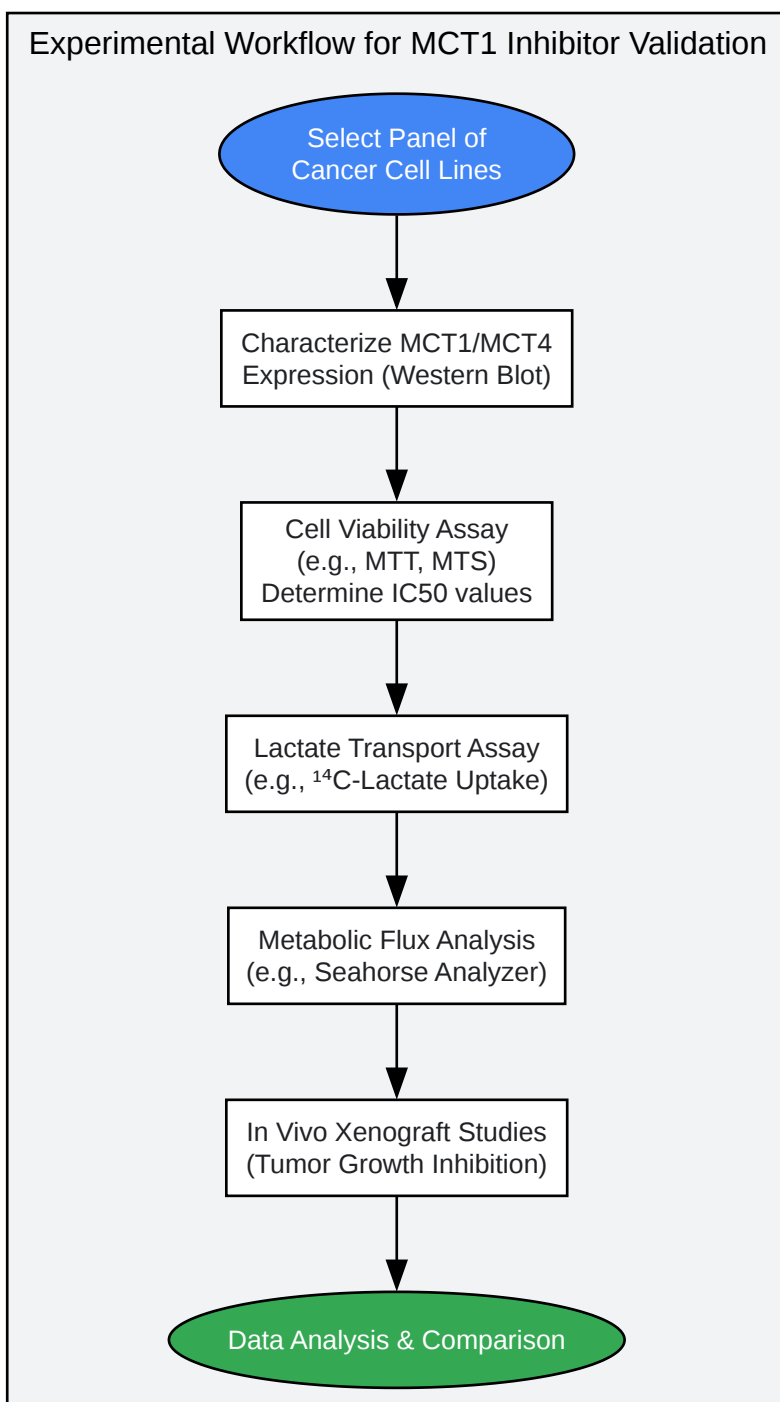 Experimental Workflow for MCT1 Inhibitor Validation
Select Panel of
Cancer Cell Lines
Characterize MCT1/MCT4
Expression (Western Blot)
Cell Viability Assay
(e.g., MTT, MTS)
Determine IC50 values
Lactate Transport Assay
(e.g., ¹⁴C-Lactate Uptake)
Metabolic Flux Analysis
(e.g., Seahorse Analyzer)
In Vivo Xenograft Studies
(Tumor Growth Inhibition)
Data Analysis & Comparison